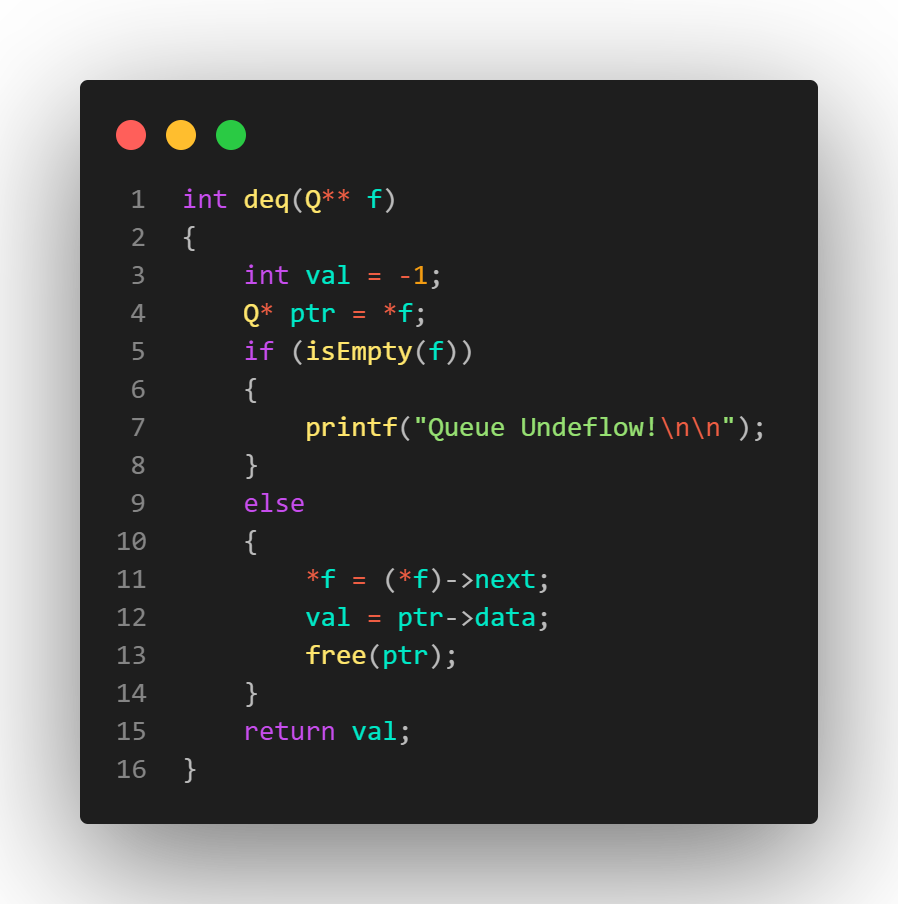 1 int deq(Q** f)
2 {
3     int val = -1;
4     Q* ptr = *f;
5     if (isEmpty(f))
6     {
7         printf("Queue Undeflow!\n\n");
8     }
9     else
10     {
11         *f = (*f)->next;
12         val = ptr->data;
13         free(ptr);
14     }
15     return val;
16 }